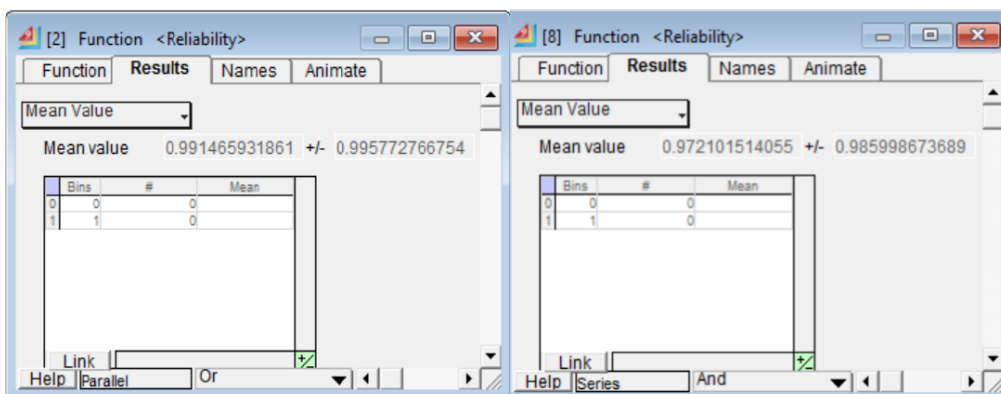 [2] Function <Reliability>
Function Results Names Animate
Mean Value
Mean value 0.991465931861 +/- 0.995772766754
Bins # Mean
0 0 0
1 1 0
Link +/-
Help Parallel Or
[8] Function <Reliability>
Function Results Names Animate
Mean Value
Mean value 0.972101514055 +/- 0.985998673689
Bins # Mean
0 0 0
1 1 0
Link +/-
Help Series And